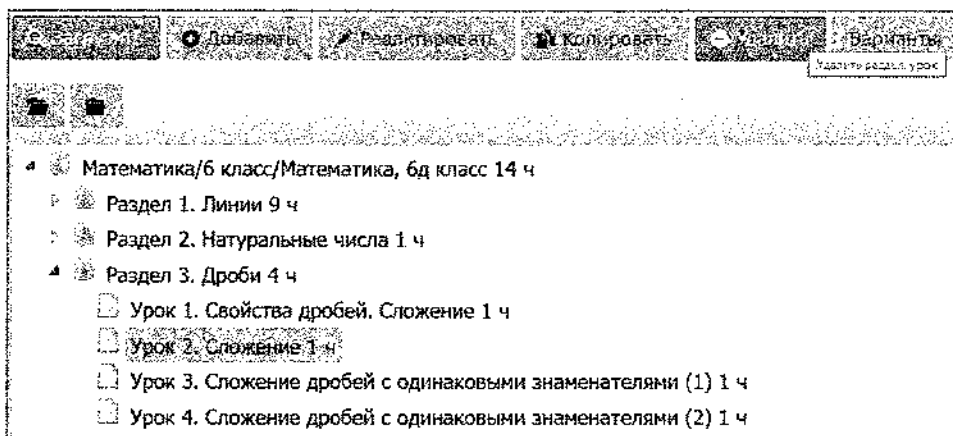 Добавить Редактировать Копировать Варианты
Удалить раздел, урок
Математика/6 класс/Математика, 6д класс 14 ч
Раздел 1. Линии 9 ч
Раздел 2. Натуральные числа 1 ч
Раздел 3. Дроби 4 ч
Урок 1. Свойства дробей. Сложение 1 ч
Урок 2. Сложение 1 ч
Урок 3. Сложение дробей с одинаковыми знаменателями (1) 1 ч
Урок 4. Сложение дробей с одинаковыми знаменателями (2) 1 ч